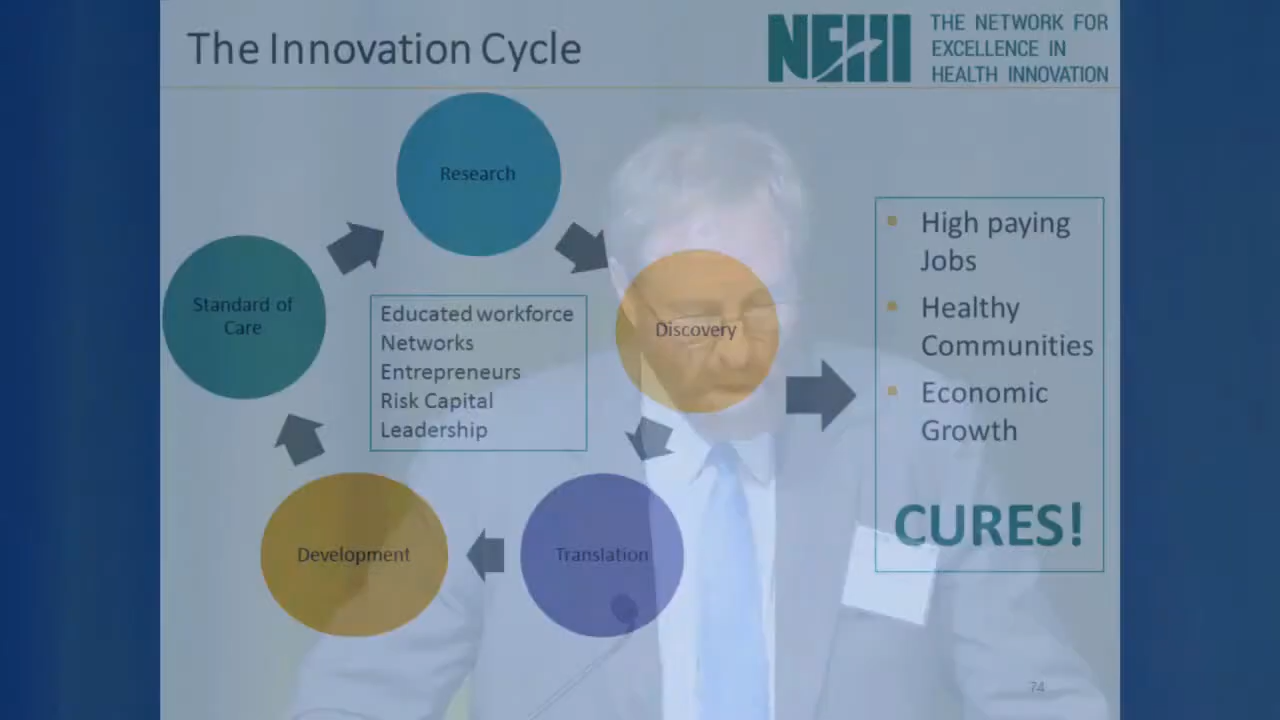 The Innovation Cycle
NEHI
THE NETWORK FOR
EXCELLENCE IN
HEALTH INNOVATION
Research
Standard of
Care
Discovery
Educated workforce
Networks
Entrepreneurs
Risk Capital
Leadership
Development
Translation
High paying
Jobs
Healthy
Communities
Economic
Growth
CURES!
74